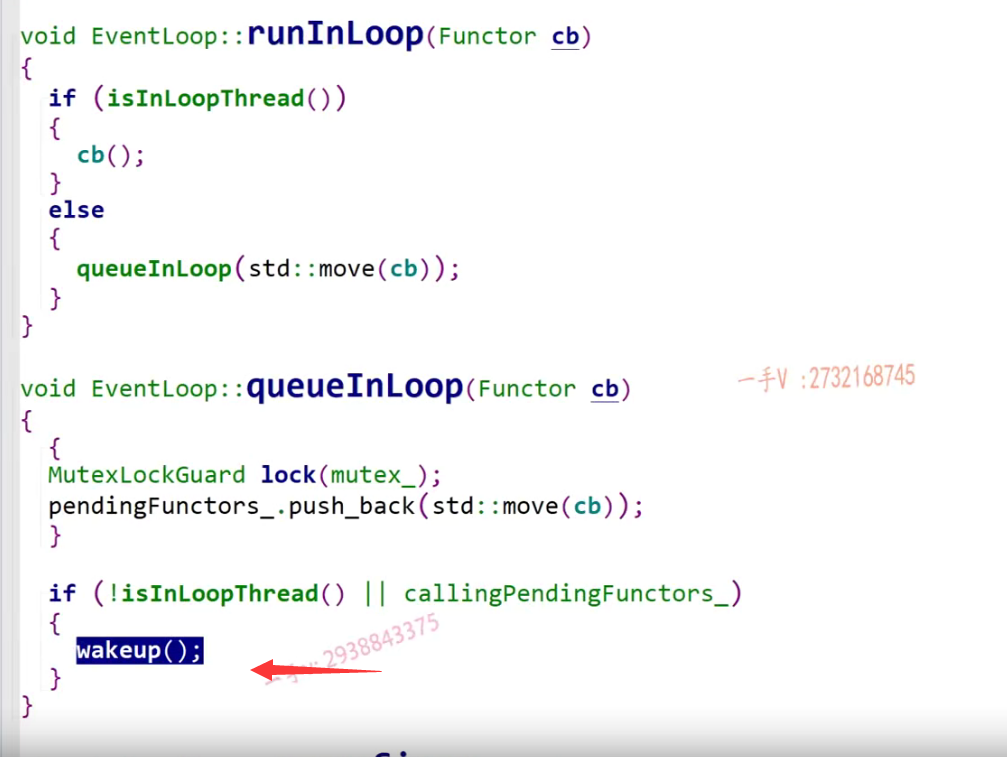 void EventLoop::runInLoop(Functor cb)
{
  if (isInLoopThread())
  {
    cb();
  }
  else
  {
    queueInLoop(std::move(cb));
  }
}
void EventLoop::queueInLoop(Functor cb)
一手V :2732168745
{
  {
  MutexLockGuard lock(mutex_);
  pendingFunctors_.push_back(std::move(cb));
  }
  if (!isInLoopThread() || callingPendingFunctors_)
  {
    wakeup();
2938843375
  }
}